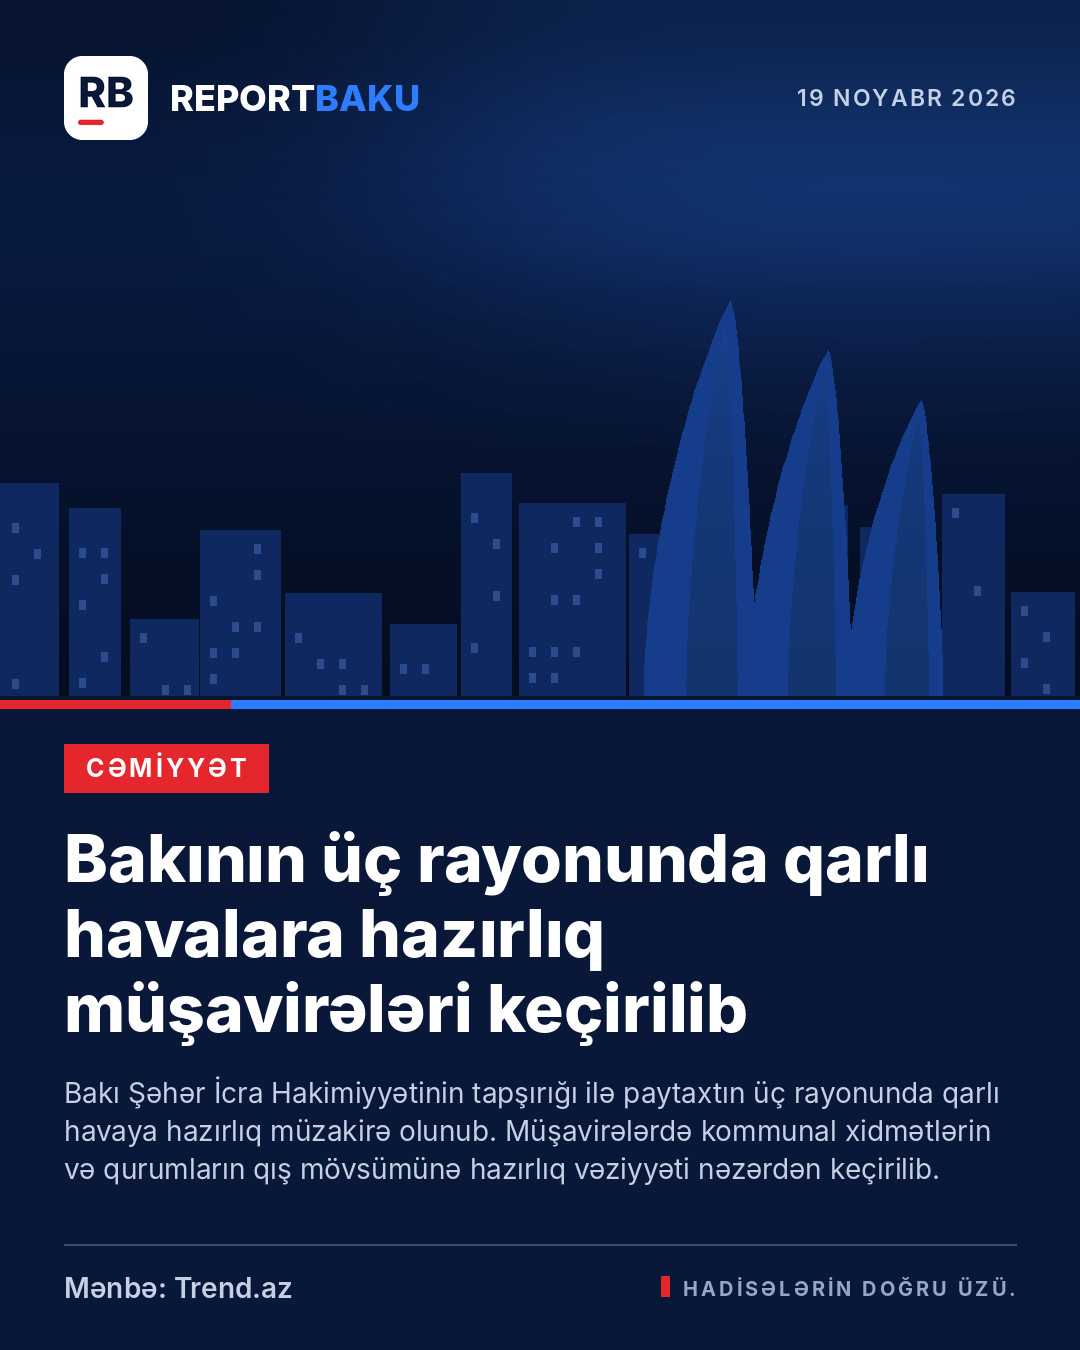 RB
REPORTBAKU
19 NOYABR 2026
CƏMİYYƏT
Bakının üç rayonunda qarlı
havalara hazırlıq
müşavirələri keçirilib
Bakı Şəhər İcra Hakimiyyətinin tapşırığı ilə paytaxtın üç rayonunda qarlı
havaya hazırlıq müzakirə olunub. Müşavirələrdə kommunal xidmətlərin
və qurumların qış mövsümünə hazırlıq vəziyyəti nəzərdən keçirilib.
Mənbə: Trend.az
HADİSƏLƏRİN DOĞRU ÜZÜ.